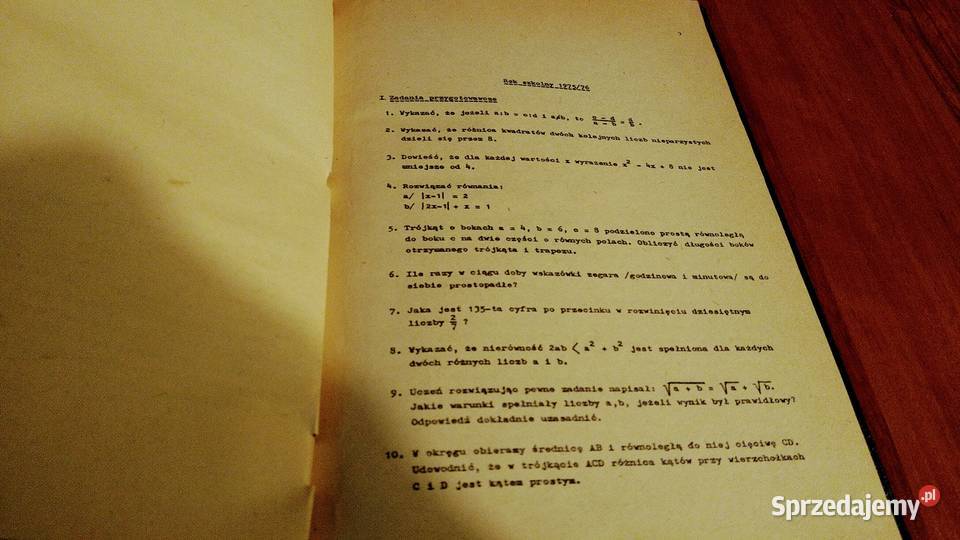 Rok szkolny 1975/76
I. Zadania przygotowawcze
1. Wykazać, że jeżeli a:b = c:d i a≠b, to
2. Wykazać, że różnica kwadratów dwóch kolejnych liczb nieparzystych
dzieli się przez 8.
3. Dowieść, że dla każdej wartości x wyrażenie x² - 4x + 8 nie jest
mniejsze od 4.
4. Rozwiązać równania:
a/ |x-1| = 2
b/ |2x-1| + x = 1
5. Trójkąt o bokach a = 4, b = 6, c = 8 podzielono prostą równoległą
do boku c na dwie części o równych polach. Obliczyć długości boków
otrzymanego trójkąta i trapezu.
6. Ile razy w ciągu doby wskazówki zegara /godzinowa i minutowa/ są do
siebie prostopadłe?
7. Jaka jest 135-ta cyfra po przecinku w rozwinięciu dziesiętnym
liczby 2/7 ?
8. Wykazać, że nierówność 2ab < a² + b² jest spełniona dla każdych
dwóch różnych liczb a i b.
9. Uczeń rozwiązując pewne zadanie napisał: √a + b = √a + √b.
Jakie warunki spełniały liczby a,b, jeżeli wynik był prawidłowy?
Odpowiedź dokładnie uzasadnić.
10. W okręgu obieramy średnicę AB i równoległą do niej cięciwę CD.
Udowodnić, że w trójkącie ACD różnica kątów przy wierzchołkach
C i D jest kątem prostym.
Sprzedajemy.pl